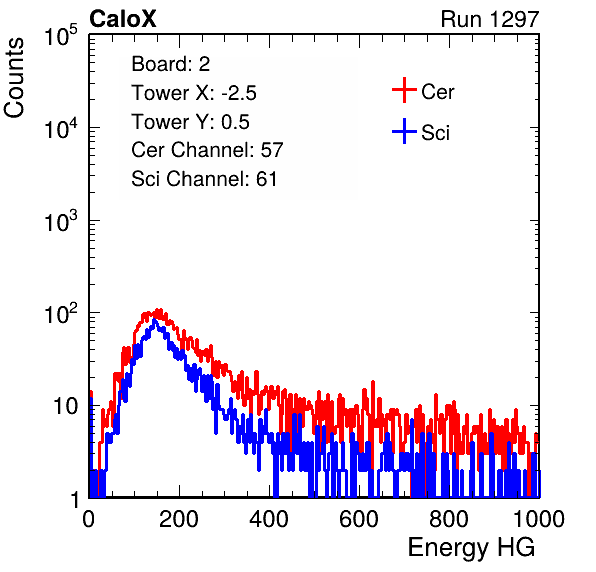 CaloX Run 1297
Counts
10^5
10^4
10^3
10^2
10
1
Board: 2
Tower X: -2.5
Tower Y: 0.5
Cer Channel: 57
Sci Channel: 61
Cer
Sci
0 200 400 600 800 1000
Energy HG